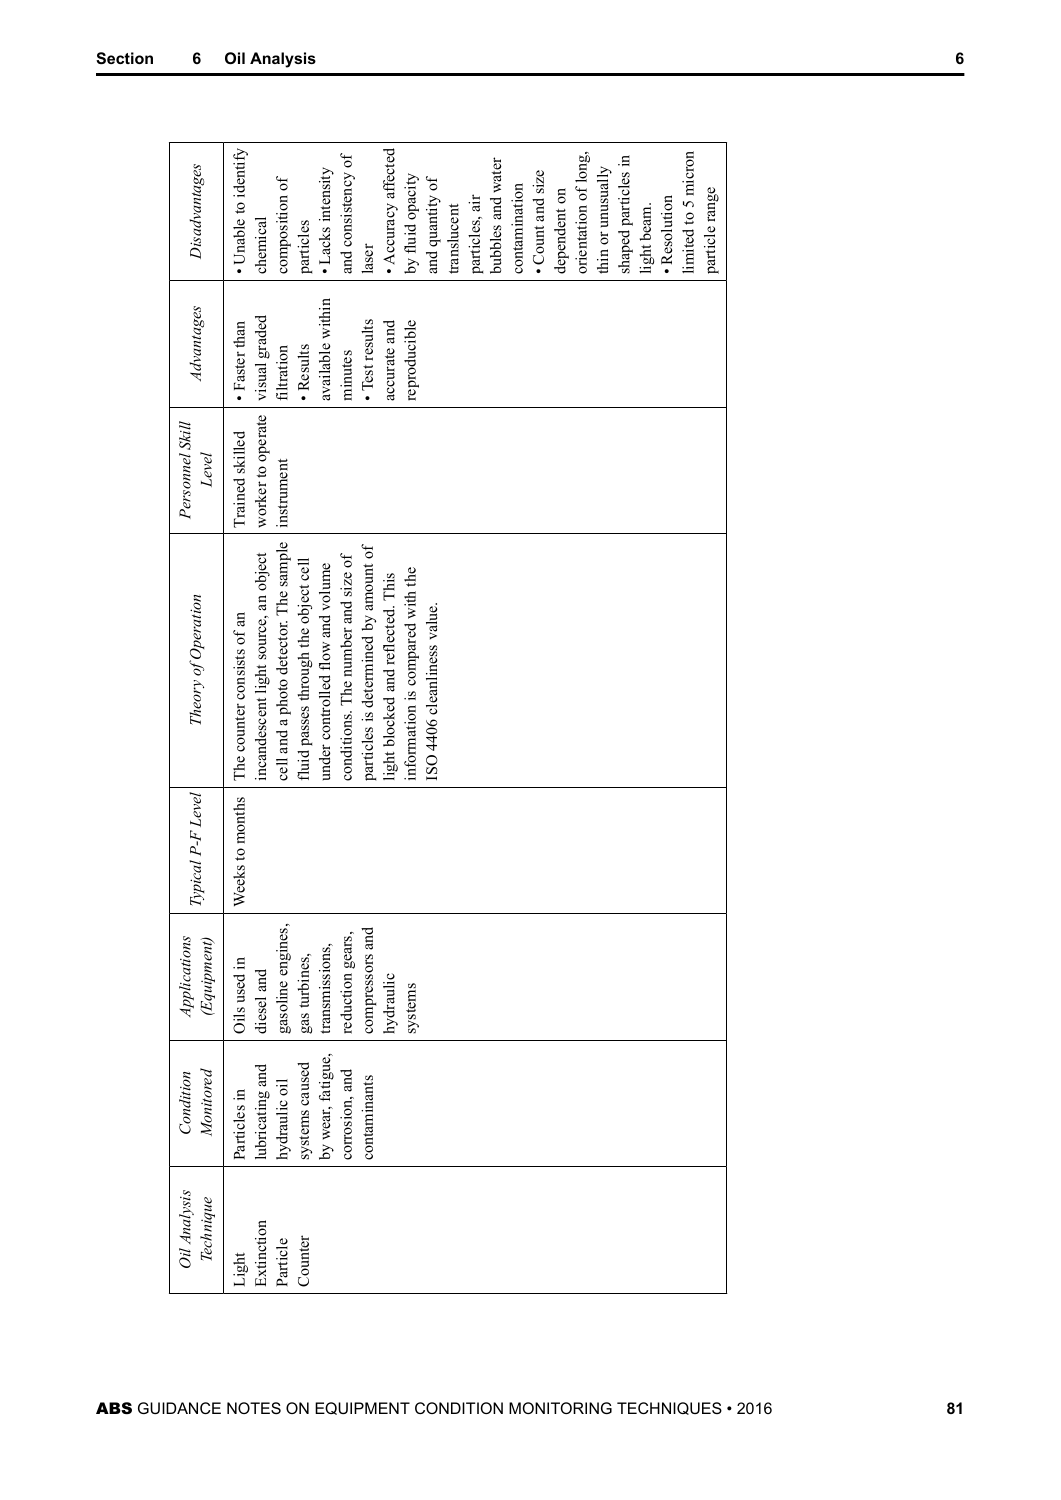 Section 6 Oil Analysis 6
Oil Analysis
Technique
Condition
Monitored
Applications
(Equipment)
Typical P-F Level
Theory of Operation
Personnel Skill
Level
Advantages
Disadvantages
Light
Extinction
Particle
Counter
Particles in
lubricating and
hydraulic oil
systems caused
by wear, fatigue,
corrosion, and
contaminants
Oils used in
diesel and
gasoline engines,
gas turbines,
transmissions,
reduction gears,
compressors and
hydraulic
systems
Weeks to months
The counter consists of an
incandescent light source, an object
cell and a photo detector. The sample
fluid passes through the object cell
under controlled flow and volume
conditions. The number and size of
particles is determined by amount of
light blocked and reflected. This
information is compared with the
ISO 4406 cleanliness value.
Trained skilled
worker to operate
instrument
• Faster than
visual graded
filtration
• Results
available within
minutes
• Test results
accurate and
reproducible
• Unable to identify
chemical
composition of
particles
• Lacks intensity
and consistency of
laser
• Accuracy affected
by fluid opacity
and quantity of
translucent
particles, air
bubbles and water
contamination
• Count and size
dependent on
orientation of long,
thin or unusually
shaped particles in
light beam.
• Resolution
limited to 5 micron
particle range
ABS GUIDANCE NOTES ON EQUIPMENT CONDITION MONITORING TECHNIQUES • 2016 81